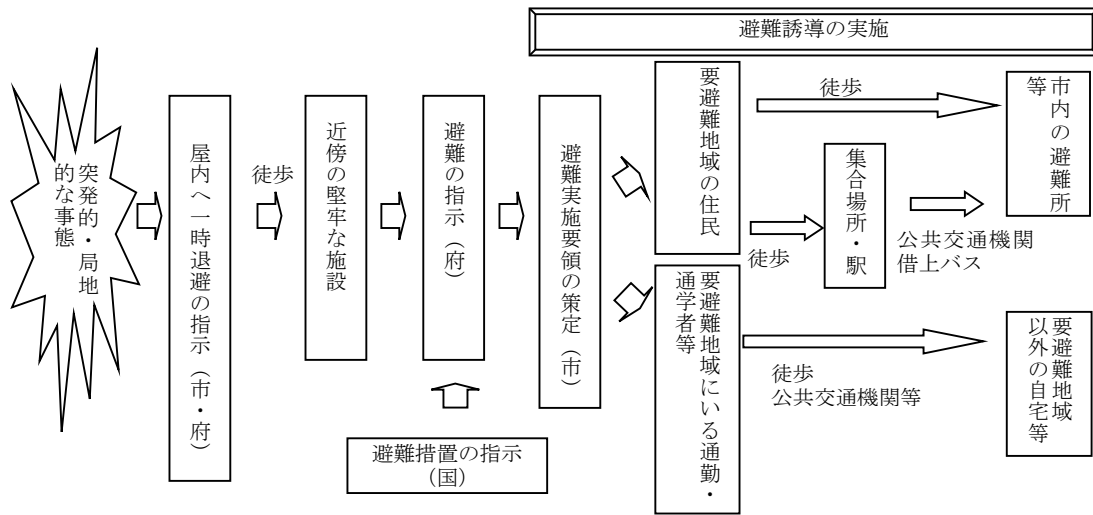 避難誘導の実施
突発的・局地
的な事態
屋内へ一時退避の指示（市・府）
徒歩
近傍の堅牢な施設
避難の指示（府）
避難措置の指示
（国）
避難実施要領の策定（市）
要避難地域の住民
徒歩
市内の避難所
等
徒歩
集合場所・駅
公共交通機関
借上バス
要避難地域にいる通勤・
通学者等
徒歩
公共交通機関等
要避難地域
以外の自宅等